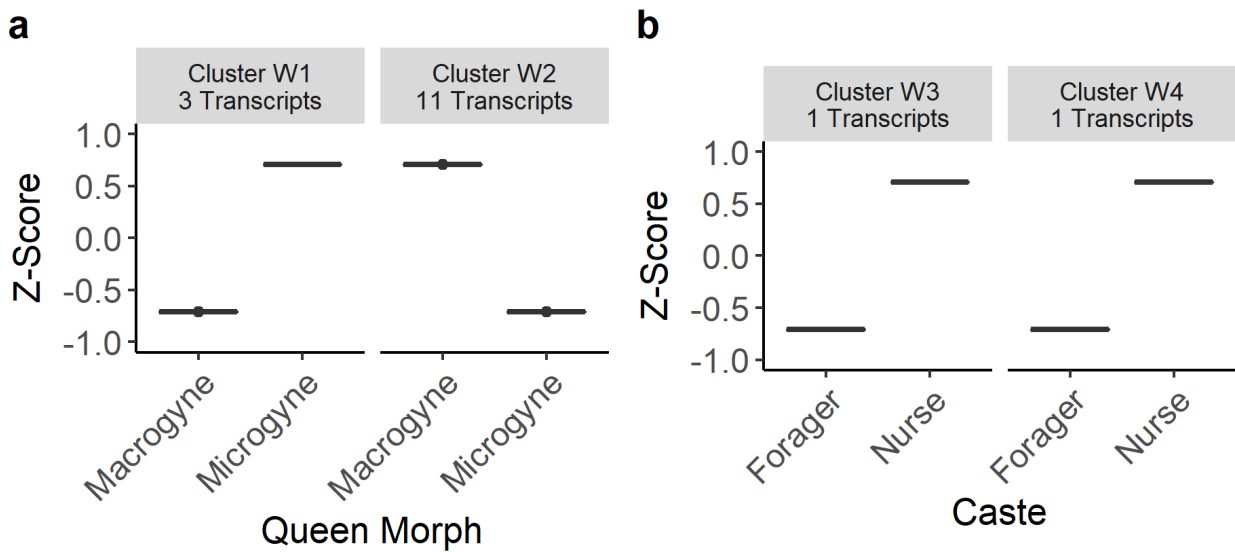 a
Cluster W1
3 Transcripts
Cluster W2
11 Transcripts
Z-Score
1.0
0.5
0.0
-0.5
-1.0
Macrogyne
Microgyne
Macrogyne
Microgyne
Queen Morph
b
Cluster W3
1 Transcripts
Cluster W4
1 Transcripts
Z-Score
1.0
0.5
0.0
-0.5
-1.0
Forager
Nurse
Forager
Nurse
Caste